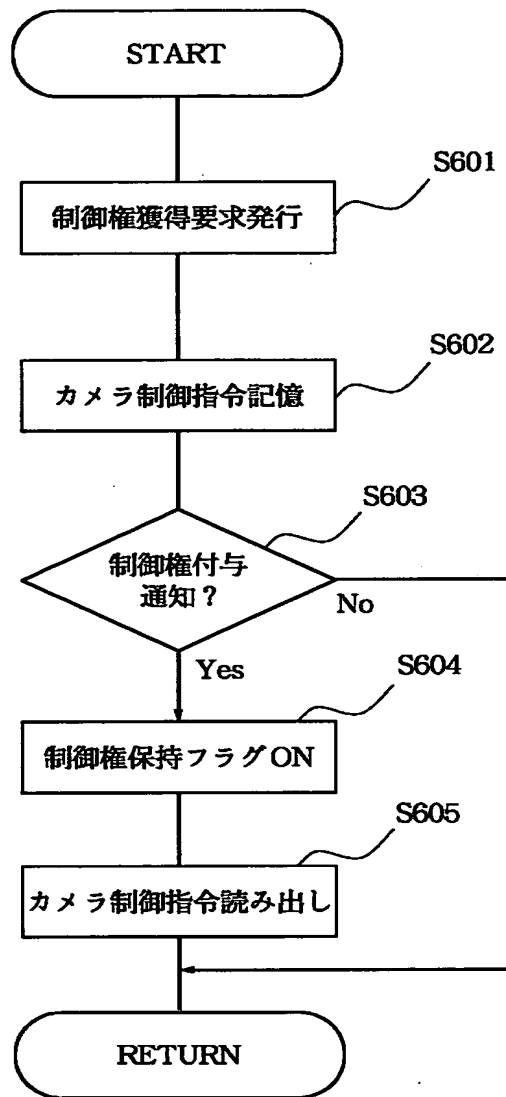 START
S601
制御権獲得要求発行
S602
カメラ制御指令記憶
S603
制御権付与
通知？
No
Yes
S604
制御権保持フラグON
S605
カメラ制御指令読み出し
RETURN